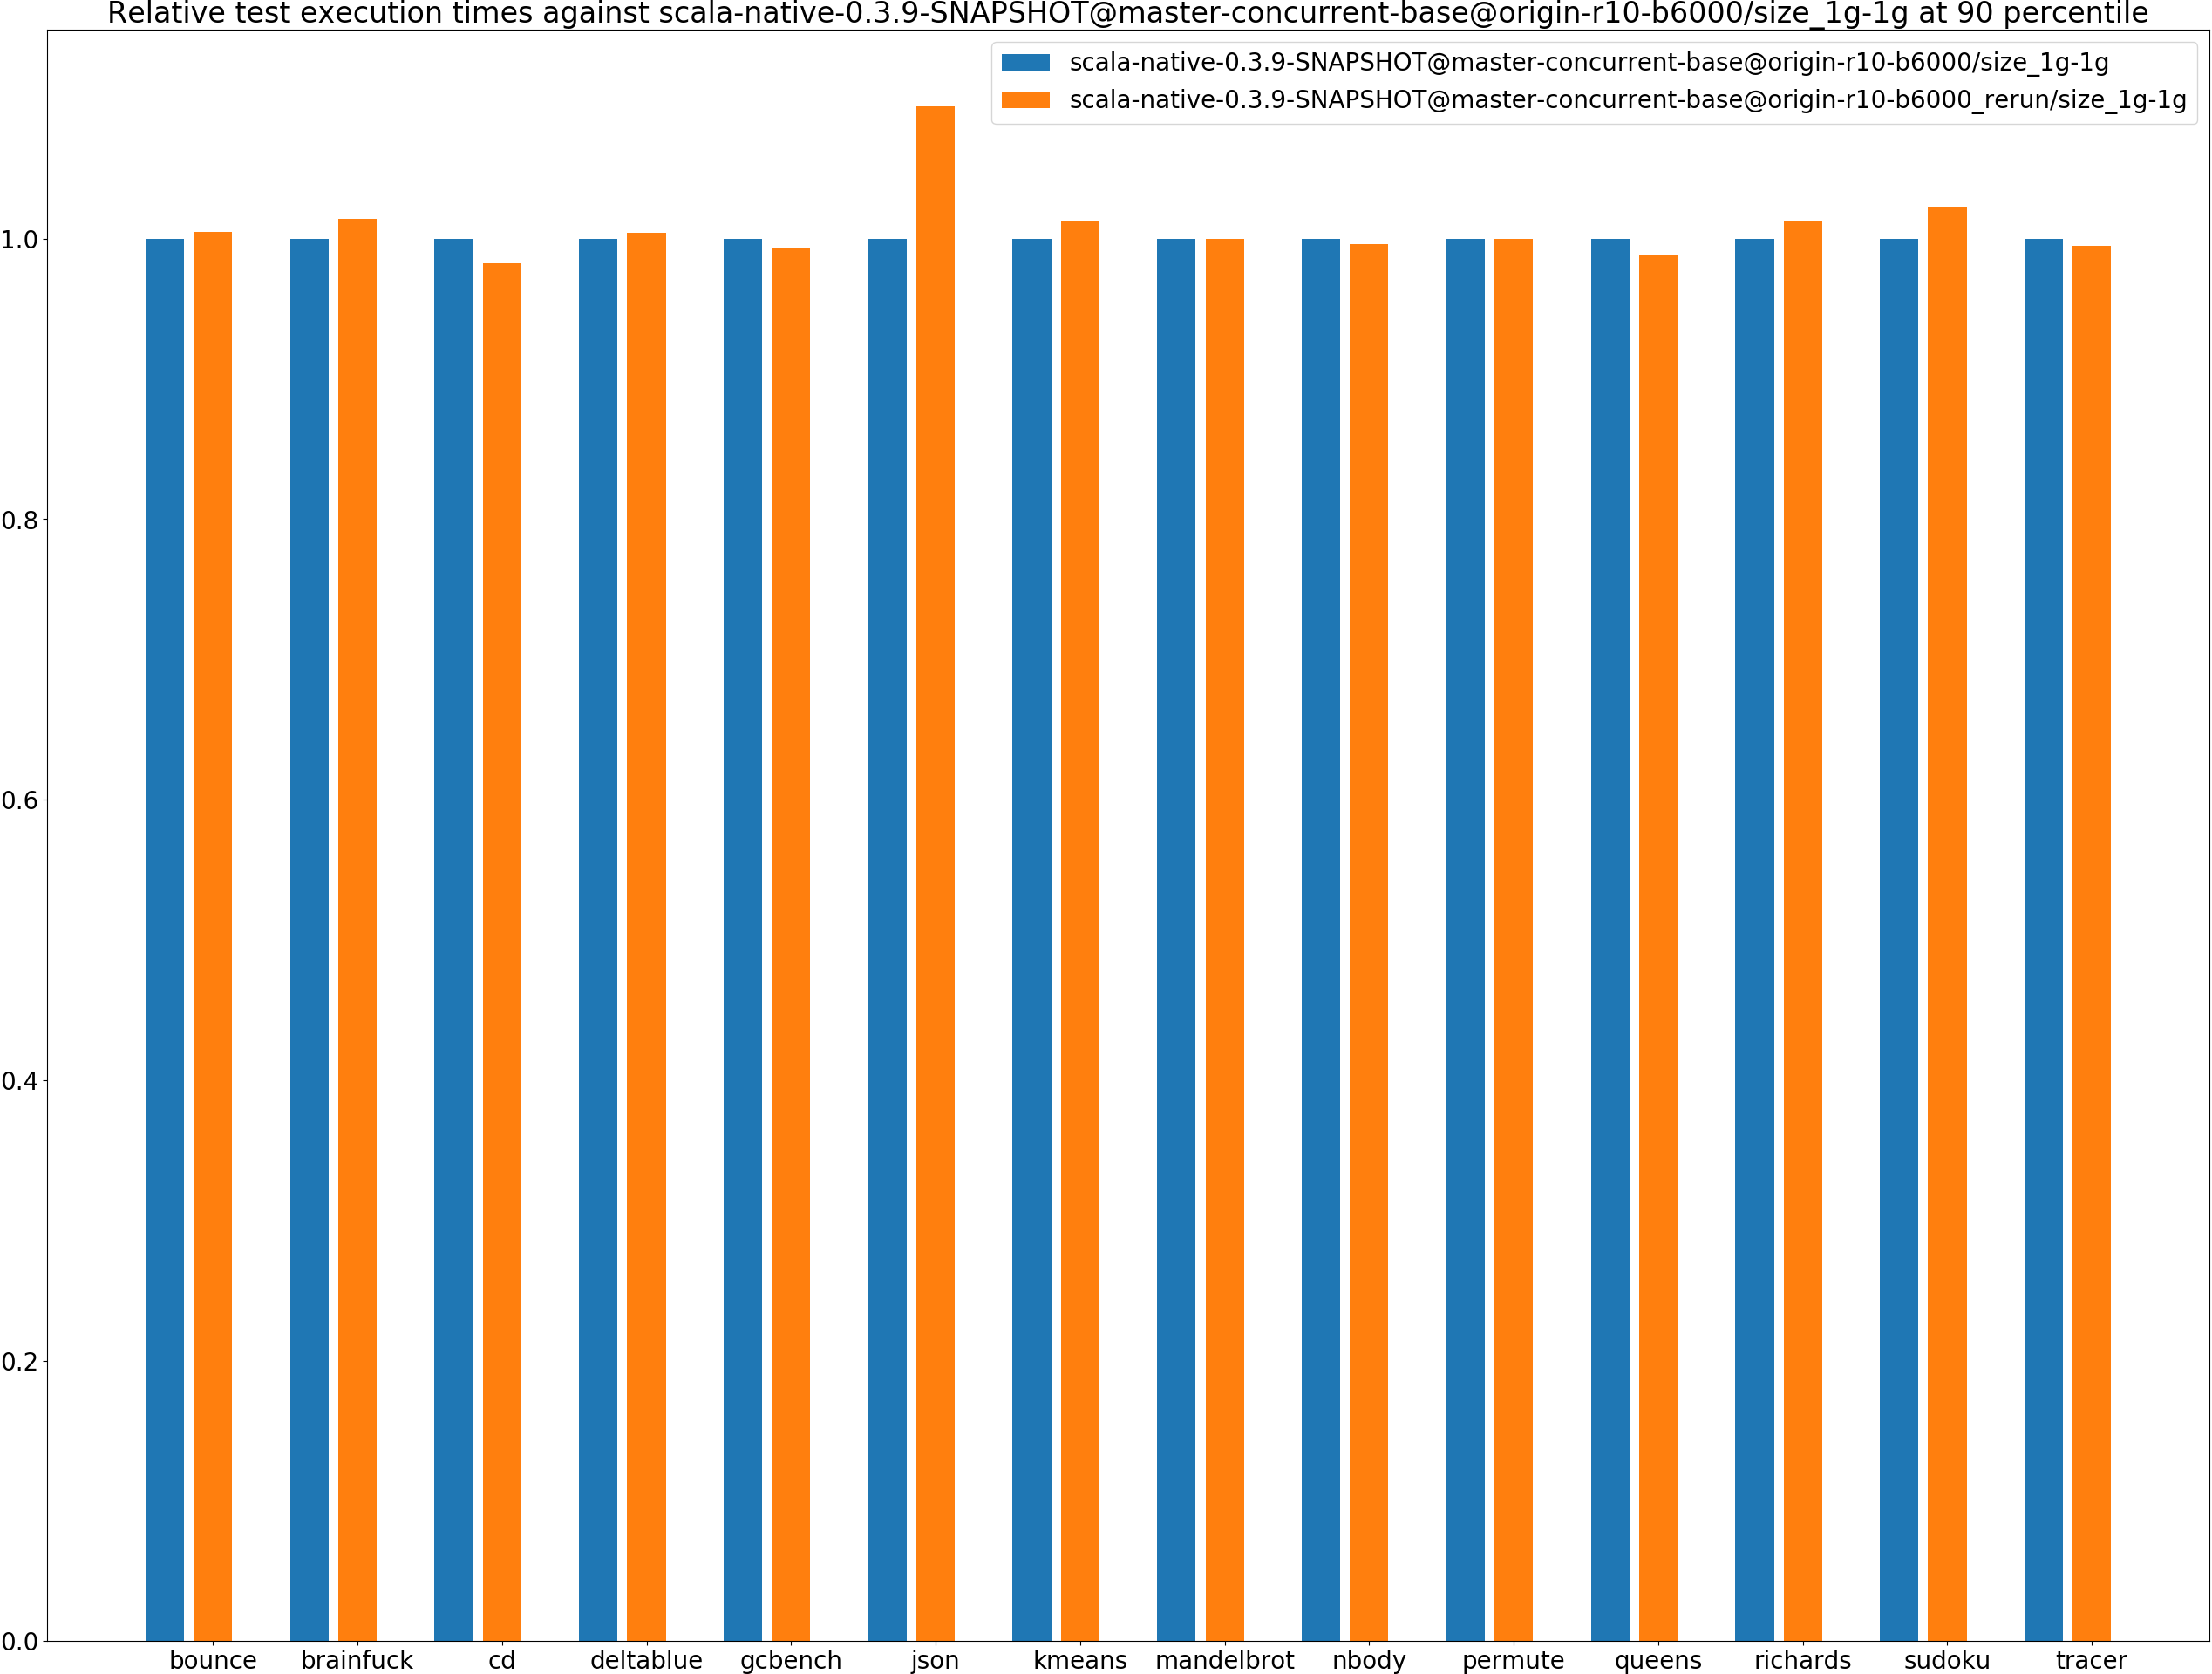 Relative test execution times against scala-native-0.3.9-SNAPSHOT@master-concurrent-base@origin-r10-b6000/size_1g-1g at 90 percentile
scala-native-0.3.9-SNAPSHOT@master-concurrent-base@origin-r10-b6000/size_1g-1g
scala-native-0.3.9-SNAPSHOT@master-concurrent-base@origin-r10-b6000_rerun/size_1g-1g
1.0
0.8
0.6
0.4
0.2
0.0
bounce brainfuck cd deltablue gcbench json kmeans mandelbrot nbody permute queens richards sudoku tracer